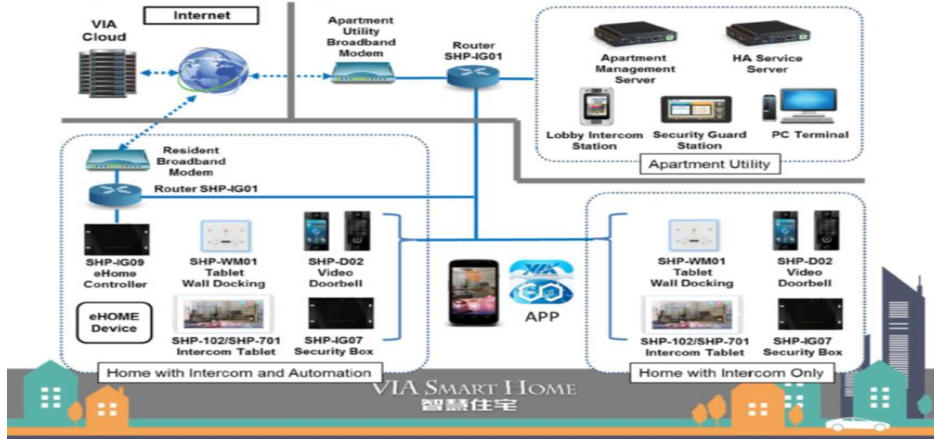 Internet
VIA
Cloud
Apartment
Utility
Broadband
Modem
Router
SHP-IG01
Apartment
Management
Server
HA Service
Server
Lobby Intercom
Station
Security Guard
Station
PC Terminal
Apartment Utility
Resident
Broadband
Modem
Router SHP-IG01
SHP-IG09
eHome
Controller
SHP-WM01
Tablet
Wall Docking
SHP-D02
Video
Doorbell
eHOME
Device
SHP-102/SHP-701
Intercom Tablet
SHP-IG07
Security Box
Home with Intercom and Automation
VIA
APP
SHP-WM01
Tablet
Wall Docking
SHP-D02
Video
Doorbell
SHP-102/SHP-701
Intercom Tablet
SHP-IG07
Security Box
Home with Intercom Only
VIA SMART HOME
智慧住宅